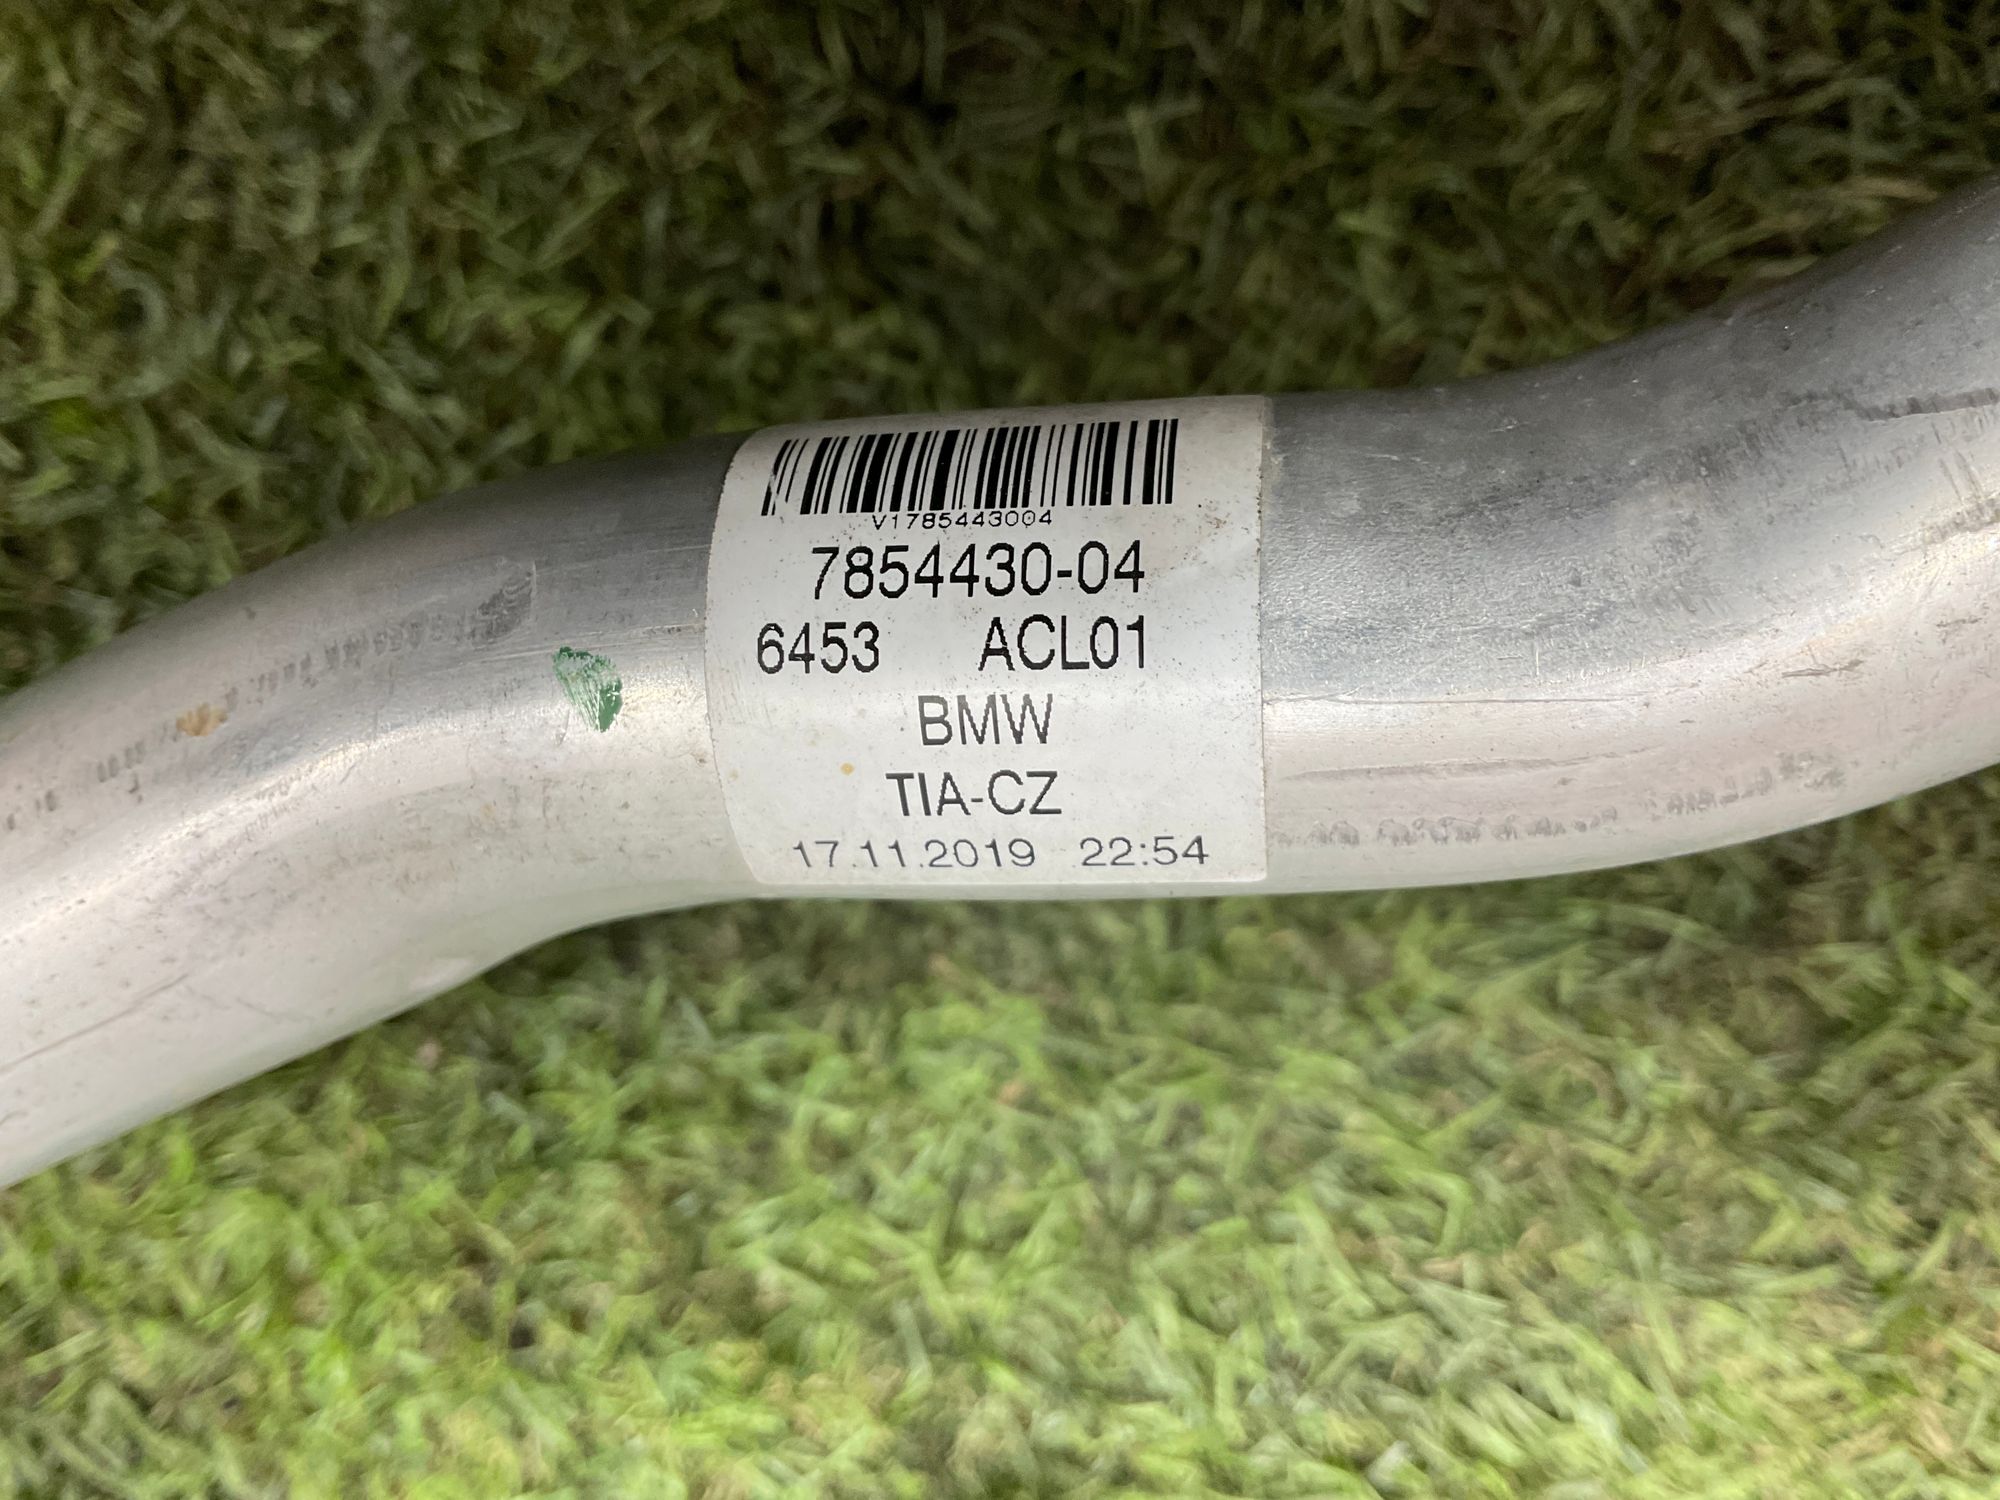 V1785443004
7854430-04
6453 ACL01
BMW
TIA-CZ
17.11.2019 22:54